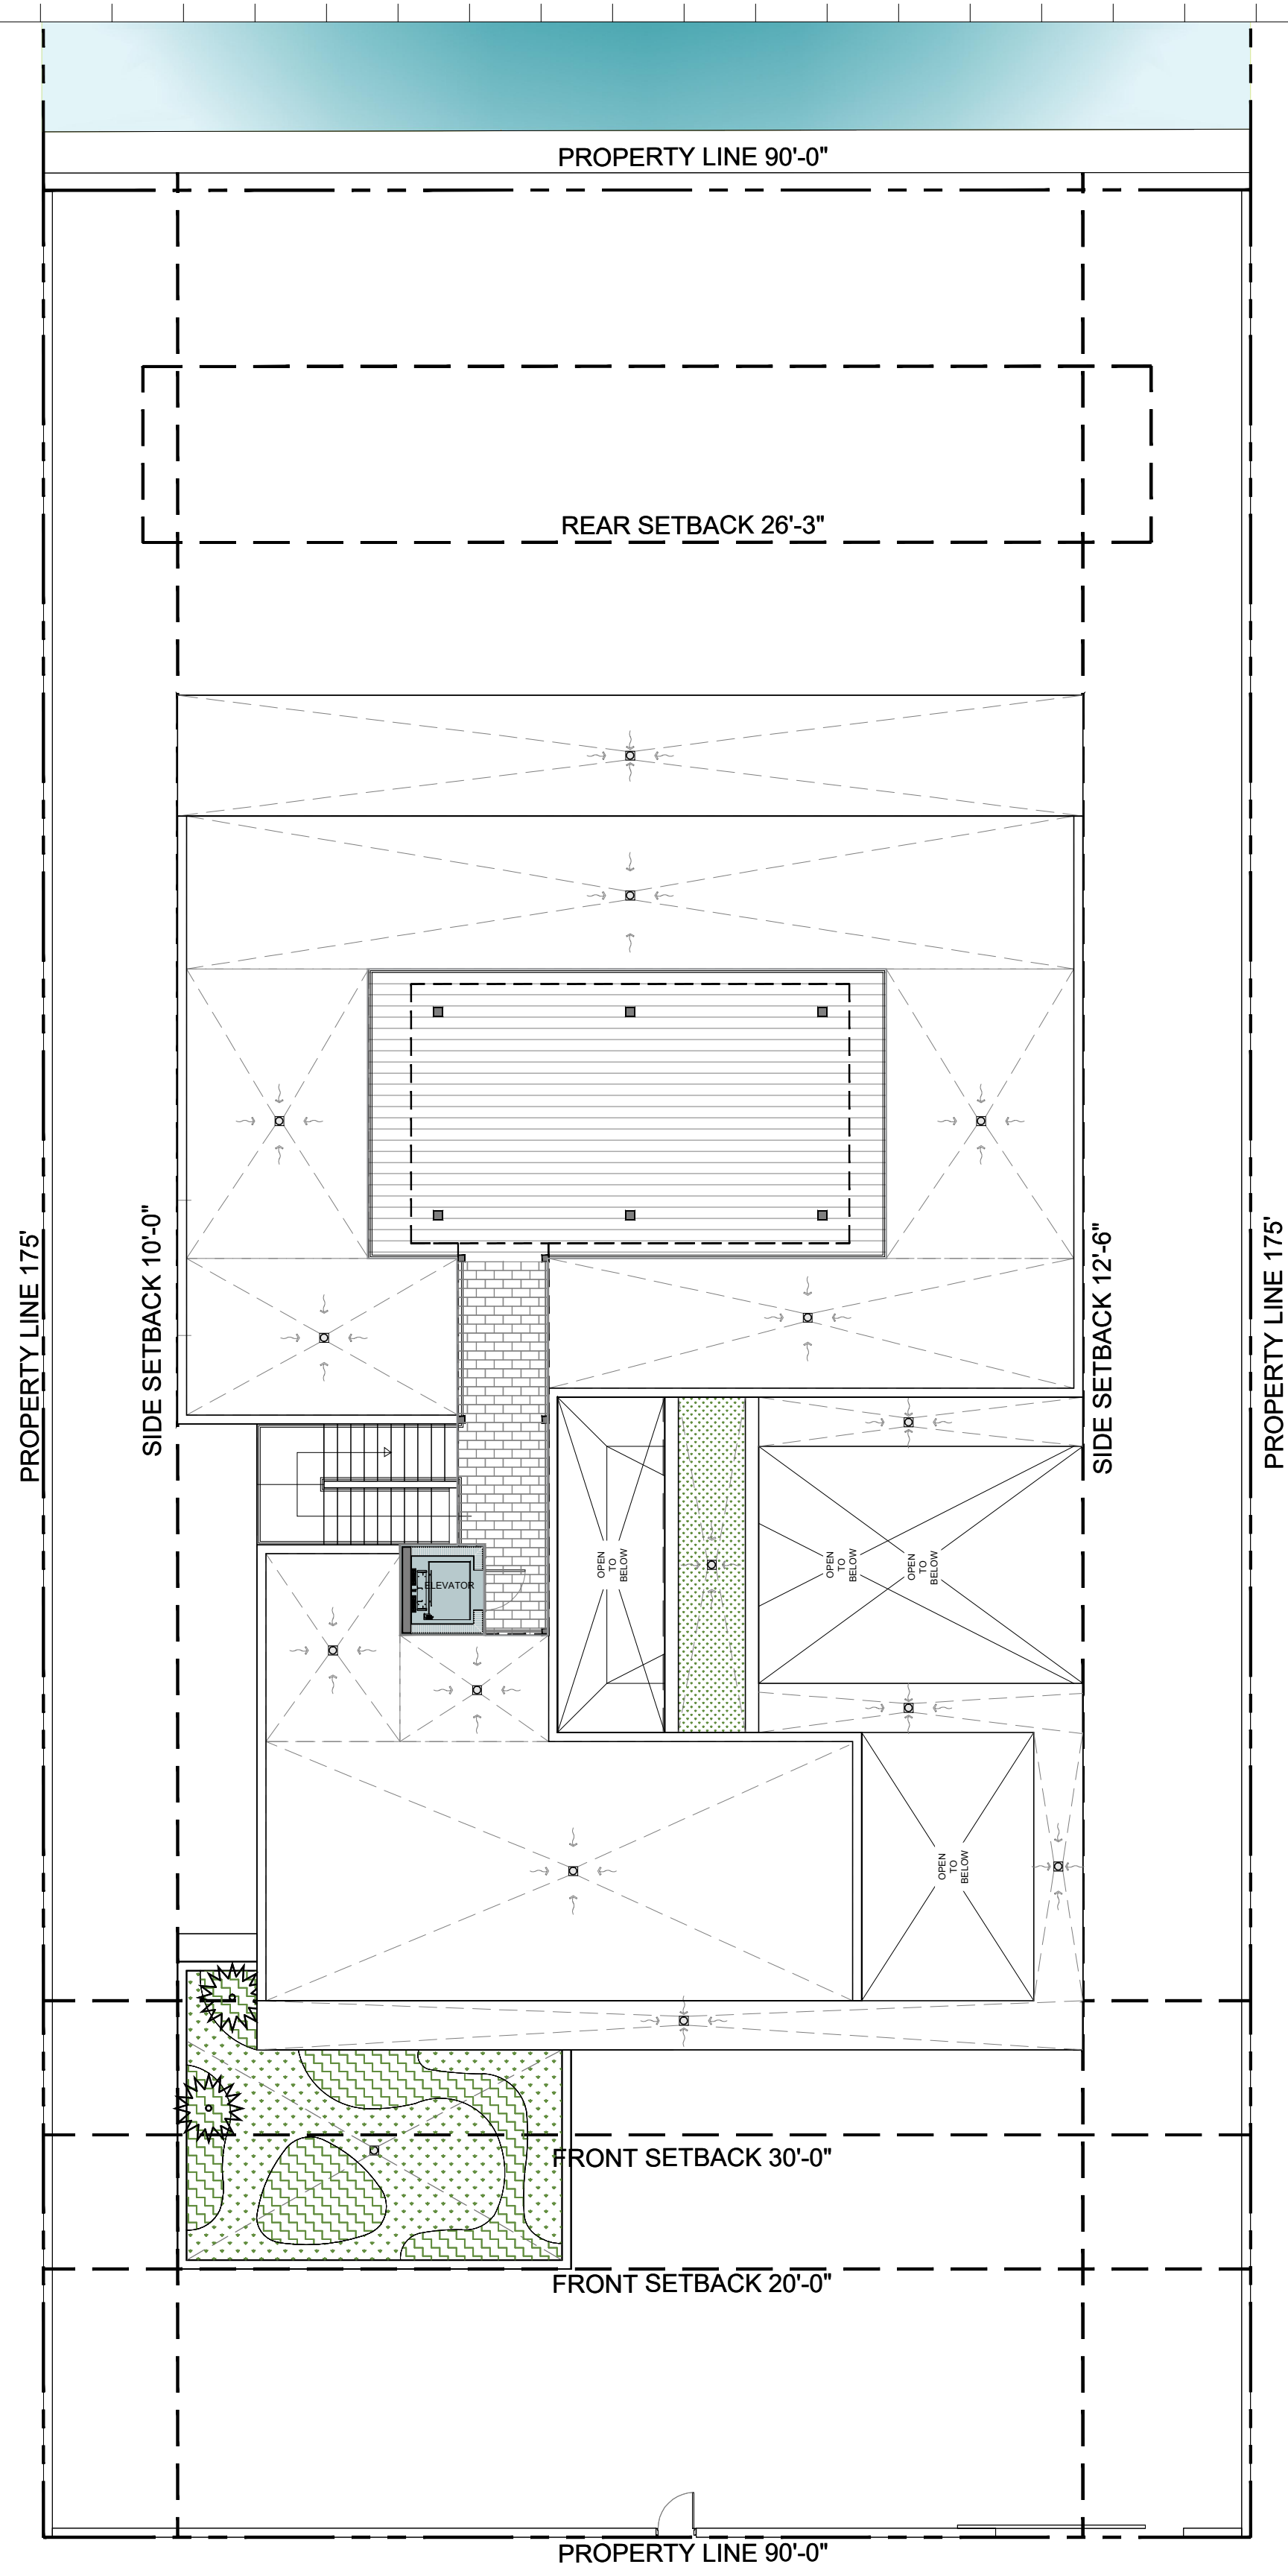 PROPERTY LINE 90'-0"
REAR SETBACK 26'-3"
PROPERTY LINE 175'
SIDE SETBACK 10'-0"
SIDE SETBACK 12'-6"
PROPERTY LINE 175'
OPEN
TO
BELOW
OPEN
TO
BELOW
OPEN
TO
BELOW
ELEVATOR
OPEN
TO
BELOW
FRONT SETBACK 30'-0"
FRONT SETBACK 20'-0"
PROPERTY LINE 90'-0"